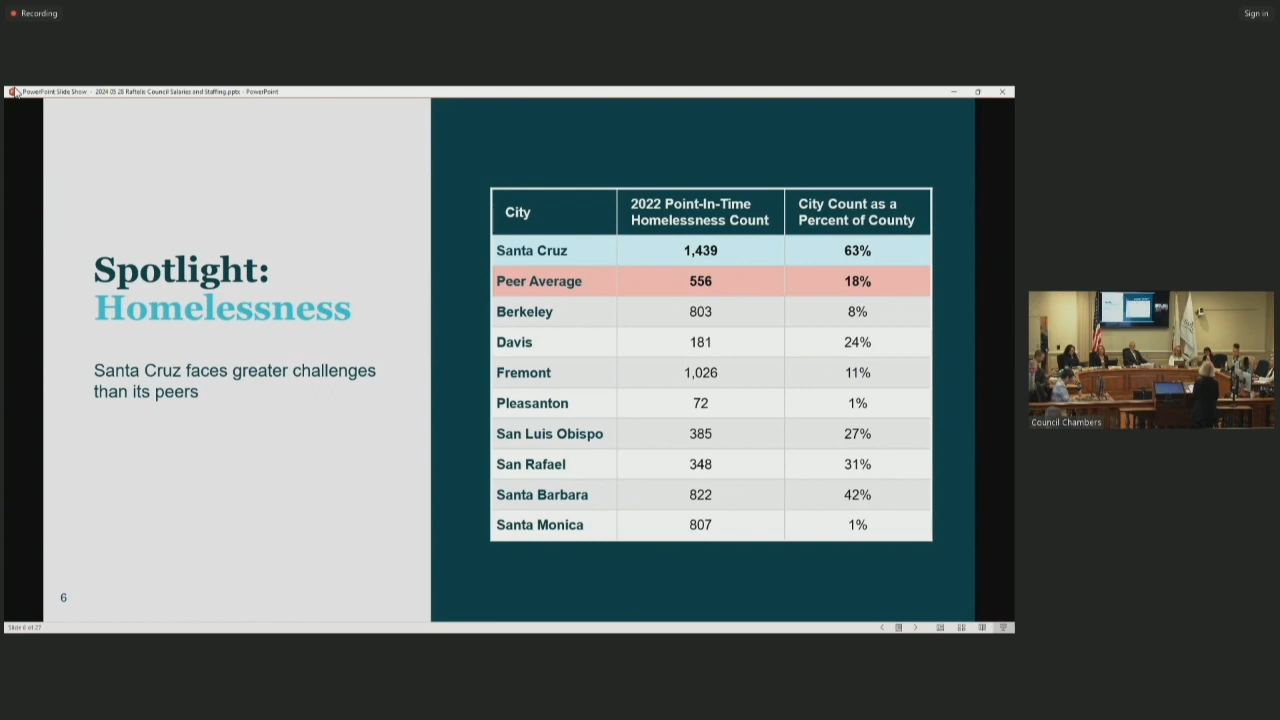 Recording
Sign in
PowerPoint Slide Show - 2024 05 28 Raftelis Council Salaries and Staffing.pptx - PowerPoint
Spotlight:
Homelessness
Santa Cruz faces greater challenges
than its peers
6
City 2022 Point-In-Time Homelessness Count City Count as a Percent of County
Santa Cruz 1,439 63%
Peer Average 556 18%
Berkeley 803 8%
Davis 181 24%
Fremont 1,026 11%
Pleasanton 72 1%
San Luis Obispo 385 27%
San Rafael 348 31%
Santa Barbara 822 42%
Santa Monica 807 1%
Council Chambers
Slide 6 of 27